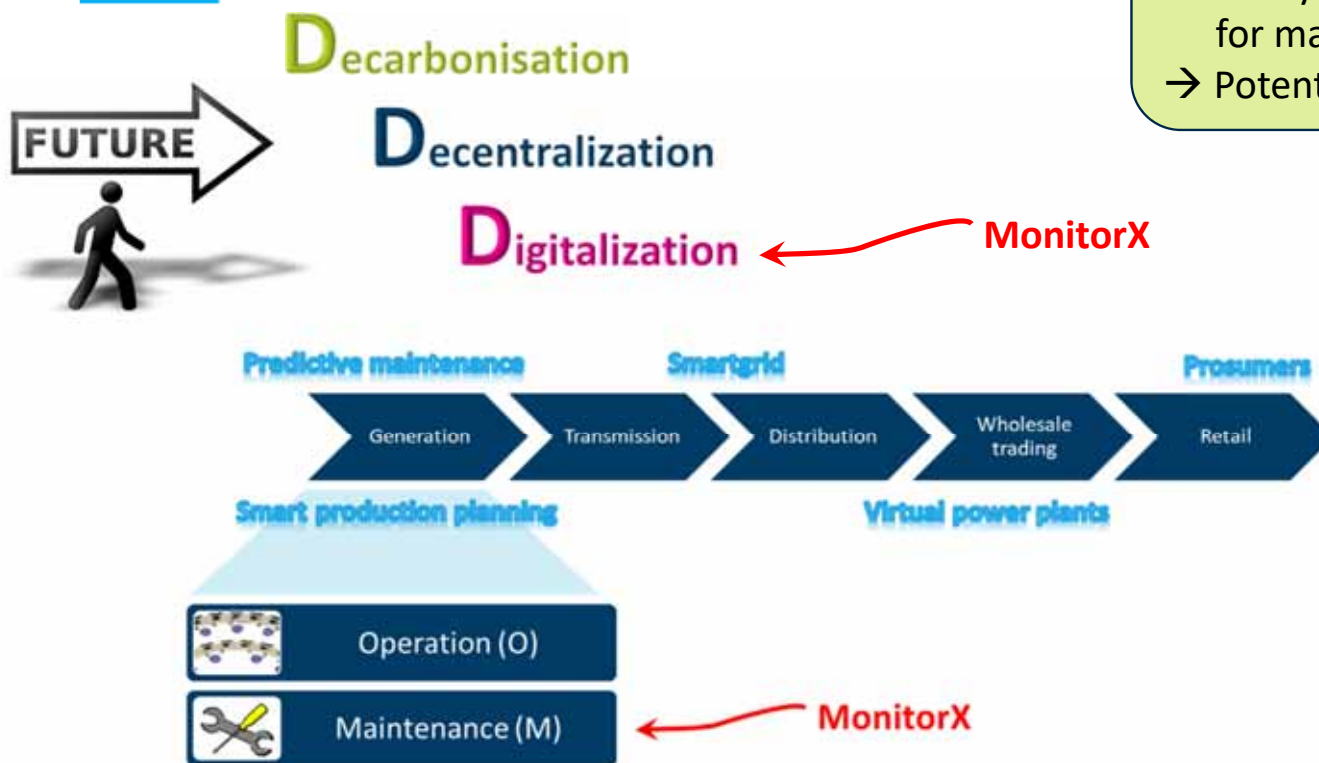 for ma
→ Potent
Decarbonisation
FUTURE
Decentralization
Digitalization
MonitorX
Predictive maintenance
Smartgrid
Prosumers
Generation
Transmission
Distribution
Wholesale
trading
Retail
Smart production planning
Virtual power plants
Operation (O)
Maintenance (M)
MonitorX